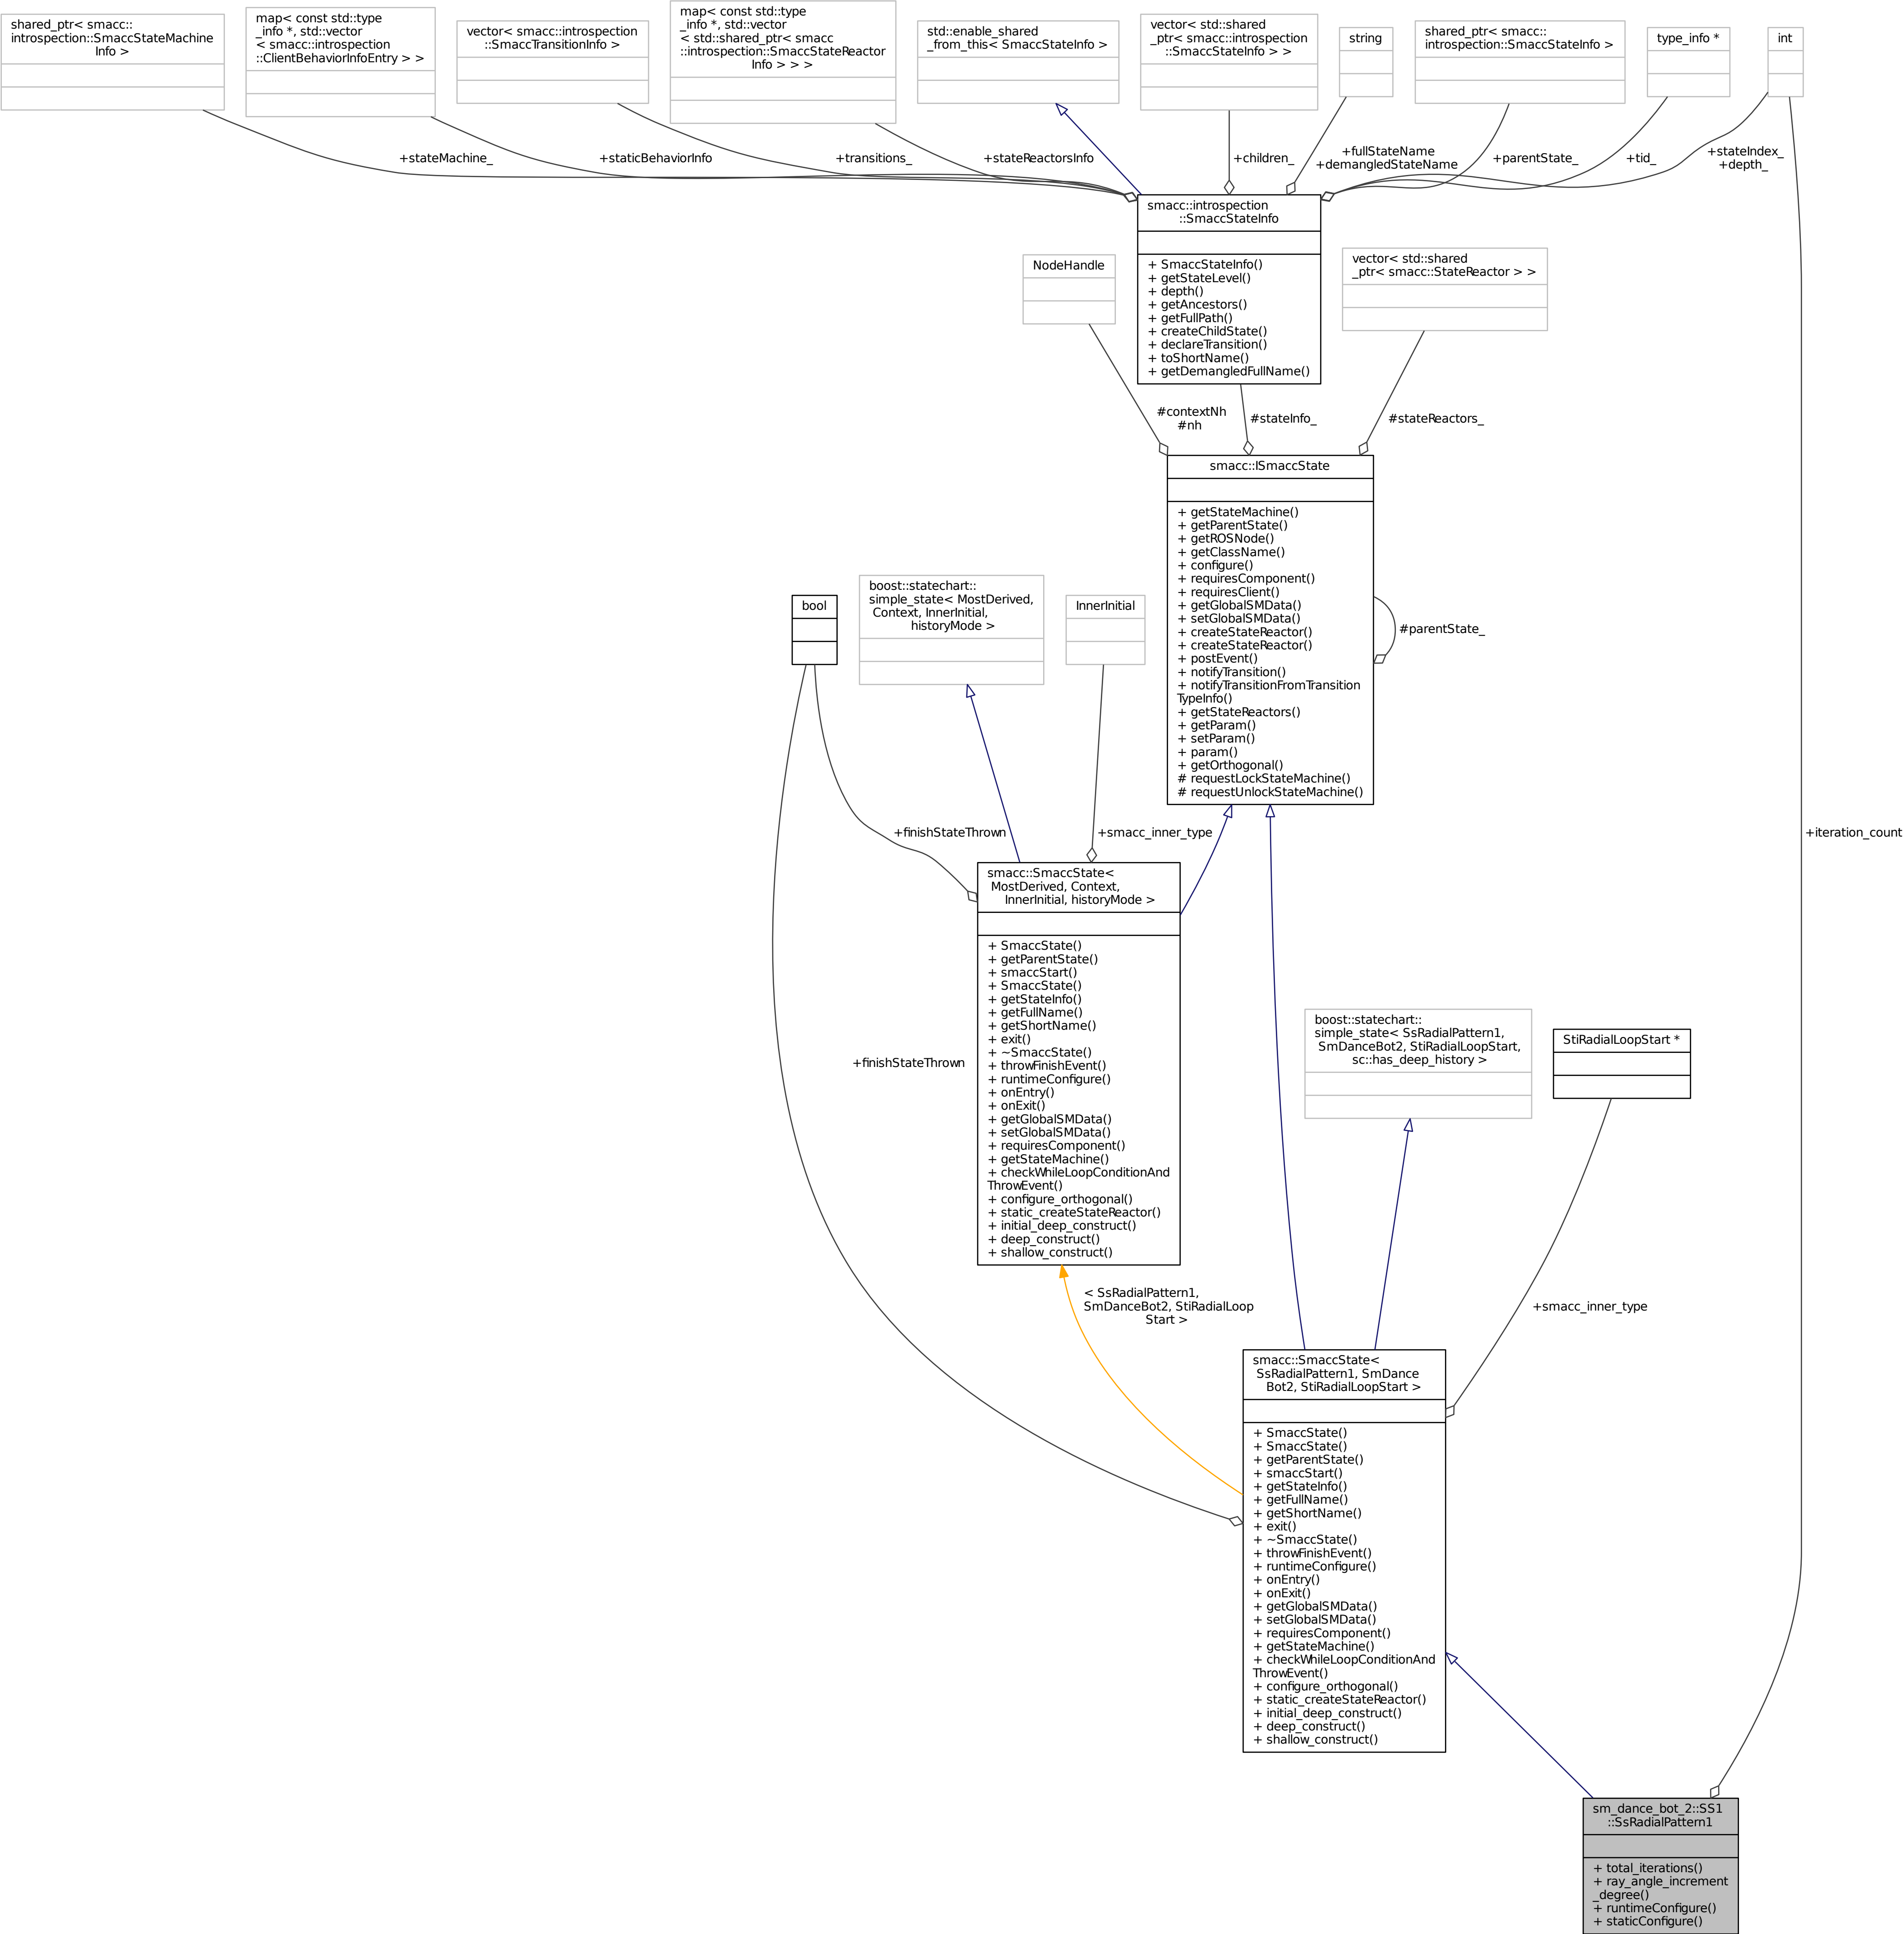 shared_ptr< smacc::
introspection::SmaccStateMachine
Info >
map< const std::type
_info *, std::vector
< smacc::introspection
::ClientBehaviorInfoEntry > >
vector< smacc::introspection
::SmaccTransitionInfo >
map< const std::type
_info *, std::vector
< std::shared_ptr< smacc
::introspection::SmaccStateReactor
Info > > >
std::enable_shared
_from_this< SmaccStateInfo >
vector< std::shared
_ptr< smacc::introspection
::SmaccStateInfo > >
string
shared_ptr< smacc::
introspection::SmaccStateInfo >
type_info *
int
+stateMachine_
+staticBehaviorInfo
+transitions_
+stateReactorsInfo
+children_
+fullStateName
+demangledStateName
+parentState_
+tid_
+stateIndex_
+depth_
smacc::introspection
::SmaccStateInfo
+ SmaccStateInfo()
+ getStateLevel()
+ depth()
+ getAncestors()
+ getFullPath()
+ createChildState()
+ declareTransition()
+ toShortName()
+ getDemangledFullName()
NodeHandle
vector< std::shared
_ptr< smacc::StateReactor > >
#contextNh
#nh
#stateInfo_
#stateReactors_
smacc::ISmaccState
+ getStateMachine()
+ getParentState()
+ getROSNode()
+ getClassName()
+ configure()
+ requiresComponent()
+ requiresClient()
+ getGlobalSMData()
+ setGlobalSMData()
+ createStateReactor()
+ createStateReactor()
+ postEvent()
+ notifyTransition()
+ notifyTransitionFromTransition
TypeInfo()
+ getStateReactors()
+ getParam()
+ setParam()
+ param()
+ getOrthogonal()
# requestLockStateMachine()
# requestUnlockStateMachine()
#parentState_
bool
boost::statechart::
simple_state< MostDerived,
Context, InnerInitial,
historyMode >
InnerInitial
+finishStateThrown
+smacc_inner_type
+iteration_count
smacc::SmaccState<
MostDerived, Context,
InnerInitial, historyMode >
+ SmaccState()
+ getParentState()
+ smaccStart()
+ SmaccState()
+ getStateInfo()
+ getFullName()
+ getShortName()
+ exit()
+ ~SmaccState()
+ throwFinishEvent()
+ runtimeConfigure()
+ onEntry()
+ onExit()
+ getGlobalSMData()
+ setGlobalSMData()
+ requiresComponent()
+ getStateMachine()
+ checkWhileLoopConditionAnd
ThrowEvent()
+ configure_orthogonal()
+ static_createStateReactor()
+ initial_deep_construct()
+ deep_construct()
+ shallow_construct()
+finishStateThrown
boost::statechart::
simple_state< SsRadialPattern1,
SmDanceBot2, StiRadialLoopStart,
sc::has_deep_history >
StiRadialLoopStart *
< SsRadialPattern1,
SmDanceBot2, StiRadialLoop
Start >
+smacc_inner_type
smacc::SmaccState<
SsRadialPattern1, SmDance
Bot2, StiRadialLoopStart >
+ SmaccState()
+ SmaccState()
+ getParentState()
+ smaccStart()
+ getStateInfo()
+ getFullName()
+ getShortName()
+ exit()
+ ~SmaccState()
+ throwFinishEvent()
+ runtimeConfigure()
+ onEntry()
+ onExit()
+ getGlobalSMData()
+ setGlobalSMData()
+ requiresComponent()
+ getStateMachine()
+ checkWhileLoopConditionAnd
ThrowEvent()
+ configure_orthogonal()
+ static_createStateReactor()
+ initial_deep_construct()
+ deep_construct()
+ shallow_construct()
sm_dance_bot_2::SS1
::SsRadialPattern1
+ total_iterations()
+ ray_angle_increment
_degree()
+ runtimeConfigure()
+ staticConfigure()